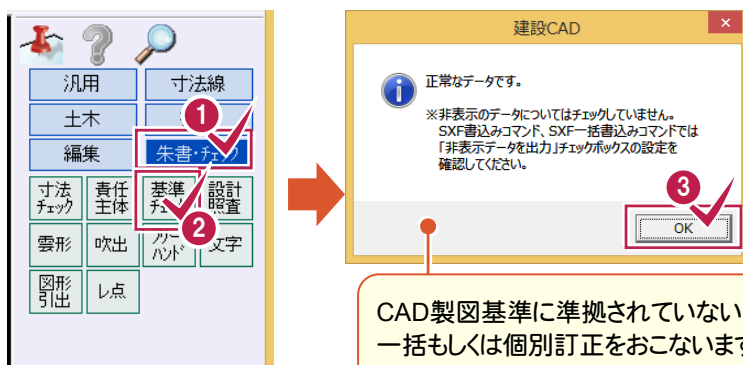 汎用
寸法線
土木
1
編集
朱書・チェック
寸法
チェック
責任
主体
基準
チェック
設計
照査
2
雲形
吹出
フリー
ハンド
文字
図形
引出
レ点
建設CAD
×
正常なデータです。
※非表示のデータについてはチェックしていません。
SXF書込みコマンド、SXF一括書込みコマンドでは
「非表示データを出力」チェックボックスの設定を
確認してください。
3
OK
CAD製図基準に準拠されていない
一括もしくは個別訂正をおこないます